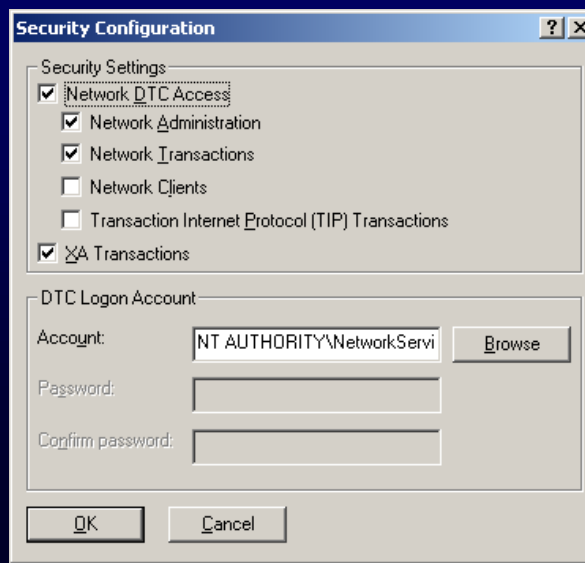 Security Configuration
Security Settings
Network DTC Access
Network Administration
Network Transactions
Network Clients
Transaction Internet Protocol (TIP) Transactions
XA Transactions
DTC Logon Account
Account: NT AUTHORITY\NetworkServi Browse
Password:
Confirm password:
OK Cancel